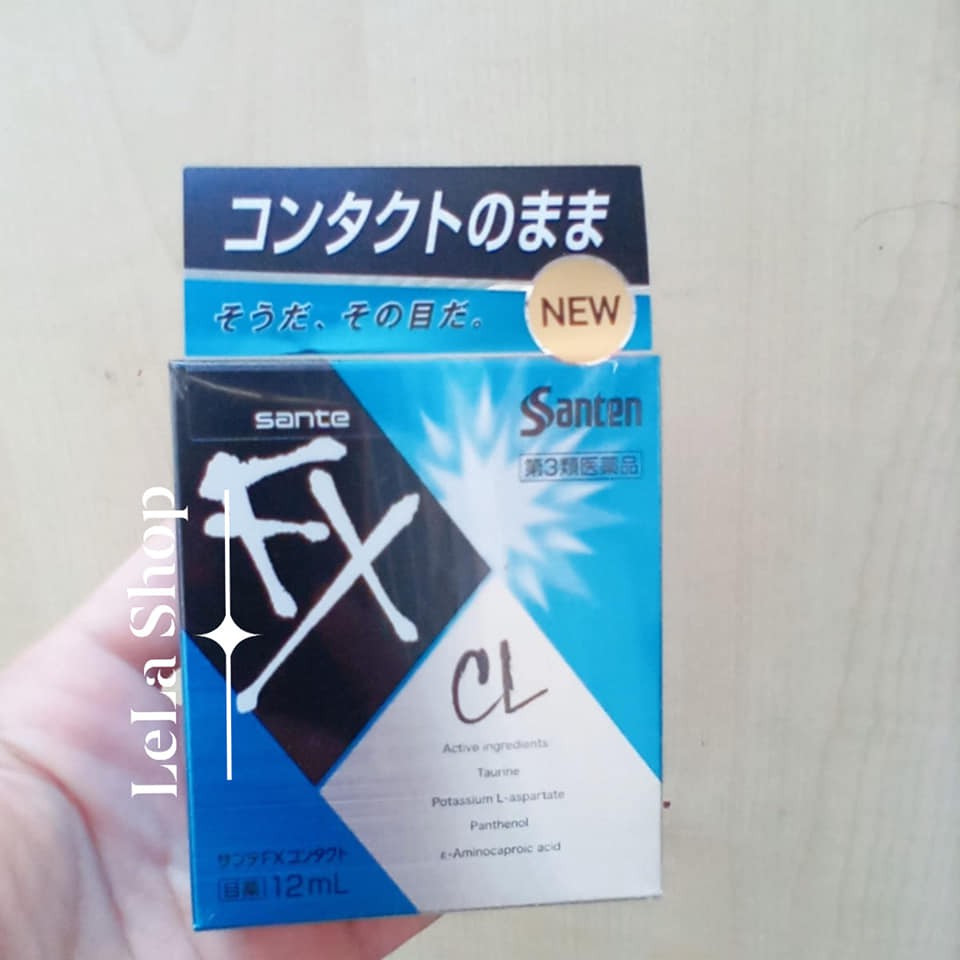 コンタクトのまま
そうだ、その目だ。
NEW
sante
FX
Santen
第3類医薬品
CL
Active ingredients
Taurine
Potassium L-aspartate
Panthenol
ε-Aminocaproic acid
サンテFXコンタクト
目薬 12mL
LeLa Shop